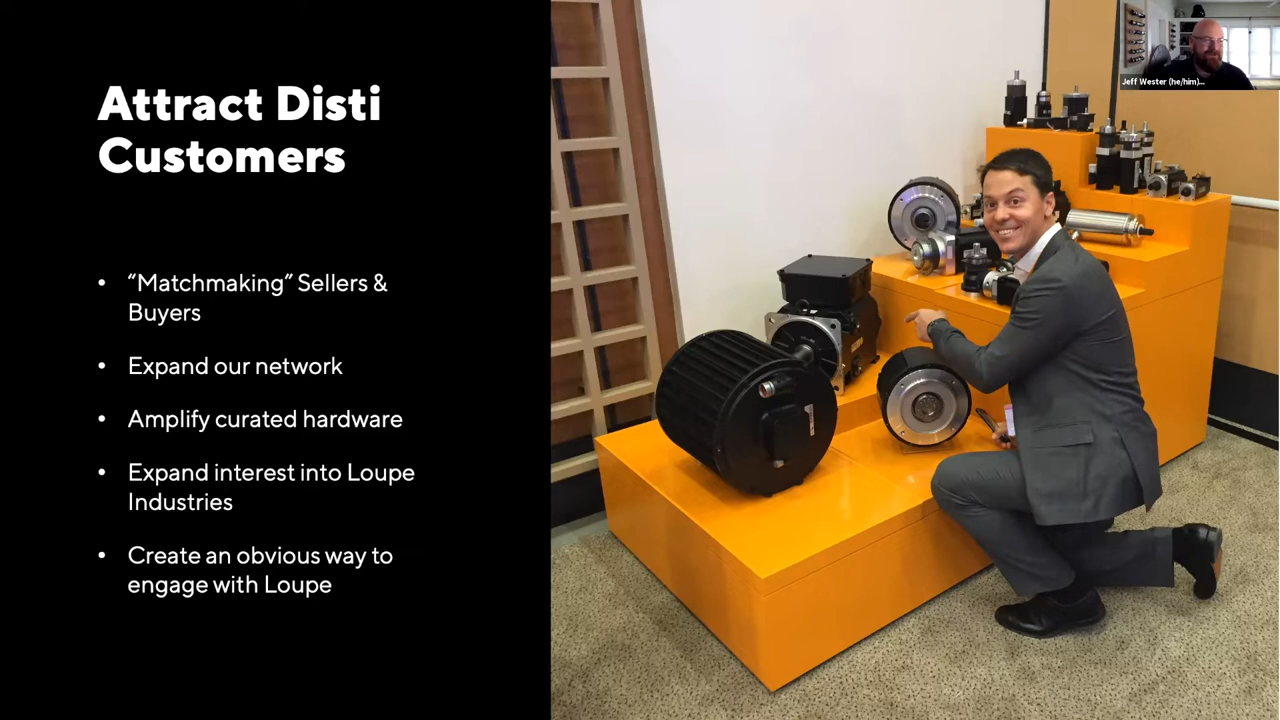 Attract Disti
Customers
• “Matchmaking” Sellers &
Buyers
• Expand our network
• Amplify curated hardware
• Expand interest into Loupe
Industries
• Create an obvious way to
engage with Loupe
Jeff Wester (he/him)...